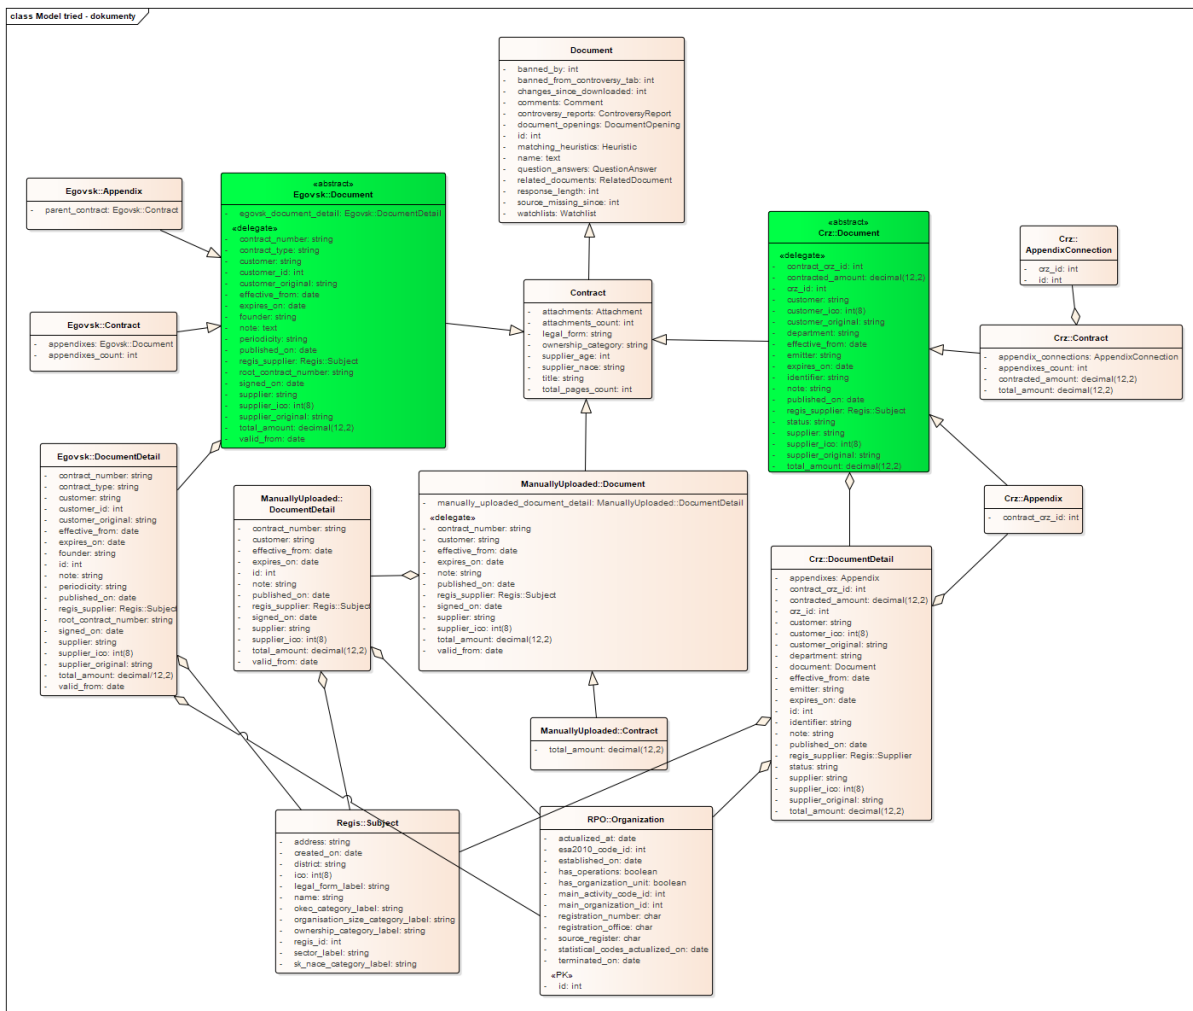 class Model tried - dokumenty
Document
- banned_by: int
- banned_from_controversy_tab: int
- changes_since_downloaded: int
- comments: Comment
- controversy_reports: ControversyReport
- document_openings: DocumentOpening
- id: int
- matching_heuristics: Heuristic
- name: text
- question_answers: QuestionAnswer
- related_documents: RelatedDocument
- response_length: int
- source_missing_since: int
- watchlists: Watchlist
Egovsk::Appendix
- parent_contract: Egovsk::Contract
«abstract»
Egovsk::Document
- egovsk_document_detail: Egovsk::DocumentDetail
«delegate»
- contract_number: string
- contract_type: string
- customer: string
- customer_id: int
- customer_original: string
- effective_from: date
- expires_on: date
- founder: string
- note: text
- periodicity: string
- published_on: date
- regis_supplier: Regis::Subject
- root_contract_number: string
- signed_on: date
- supplier: string
- supplier_ico: int(8)
- supplier_original: string
- total_amount: decimal(12,2)
- valid_from: date
«abstract»
Crz::Document
«delegate»
- contract_crz_id: int
- contracted_amount: decimal(12,2)
- crz_id: int
- customer: string
- customer_ico: int(8)
- customer_original: string
- department: string
- effective_from: date
- emitter: string
- expires_on: date
- identifier: string
- note: string
- published_on: date
- regis_supplier: Regis::Subject
- status: string
- supplier: string
- supplier_ico: int(8)
- supplier_original: string
- total_amount: decimal(12,2)
Crz::
AppendixConnection
- crz_id: int
- id: int
Contract
- attachments: Attachment
- attachments_count: int
- legal_form: string
- ownership_category: string
- supplier_age: int
- supplier_nace: string
- title: string
- total_pages_count: int
Egovsk::Contract
- appendixes: Egovsk::Document
- appendixes_count: int
Crz::Contract
- appendix_connections: AppendixConnection
- appendixes_count: int
- contracted_amount: decimal(12,2)
- total_amount: decimal(12,2)
Egovsk::DocumentDetail
- contract_number: string
- contract_type: string
- customer: string
- customer_id: int
- customer_original: string
- effective_from: date
- expires_on: date
- founder: string
- id: int
- note: string
- periodicity: string
- published_on: date
- regis_supplier: Regis::Subject
- root_contract_number: string
- signed_on: date
- supplier: string
- supplier_ico: int(8)
- supplier_original: string
- total_amount: decimal/12,2)
- valid_from: date
ManuallyUploaded::
DocumentDetail
- contract_number: string
- customer: string
- effective_from: date
- expires_on: date
- id: int
- note: string
- published_on: date
- regis_supplier: Regis::Subject
- signed_on: date
- supplier: string
- supplier_ico: int(8)
- total_amount: decimal(12,2)
- valid_from: date
ManuallyUploaded::Document
- manually_uploaded_document_detail: ManuallyUploaded::DocumentDetail
«delegate»
- contract_number: string
- customer: string
- effective_from: date
- expires_on: date
- note: string
- published_on: date
- regis_supplier: Regis::Subject
- signed_on: date
- supplier: string
- supplier_ico: int(8)
- total_amount: decimal(12,2)
- valid_from: date
Crz::Appendix
- contract_crz_id: int
Crz::DocumentDetail
- appendixes: Appendix
- contract_crz_id: int
- contracted_amount: decimal(12,2)
- crz_id: int
- customer: string
- customer_ico: int(8)
- customer_original: string
- department: string
- document: Document
- effective_from: date
- emitter: string
- expires_on: date
- id: int
- identifier: string
- note: string
- published_on: date
- regis_supplier: Regis::Supplier
- status: string
- supplier: string
- supplier_ico: int(8)
- supplier_original: string
- total_amount: decimal(12,2)
ManuallyUploaded::Contract
- total_amount: decimal(12,2)
Regis::Subject
- address: string
- created_on: date
- district: string
- ico: int(8)
- legal_form_label: string
- name: string
- okec_category_label: string
- organisation_size_category_label: string
- ownership_category_label: string
- regis_id: int
- sector_label: string
- sk_nace_category_label: string
RPO::Organization
- actualized_at: date
- esa2010_code_id: int
- established_on: date
- has_operations: boolean
- has_organization_unit: boolean
- main_activity_code_id: int
- main_organization_id: int
- registration_number: char
- registration_office: char
- source_register: char
- statistical_codes_actualized_on: date
- terminated_on: date
«PK»
- id: int